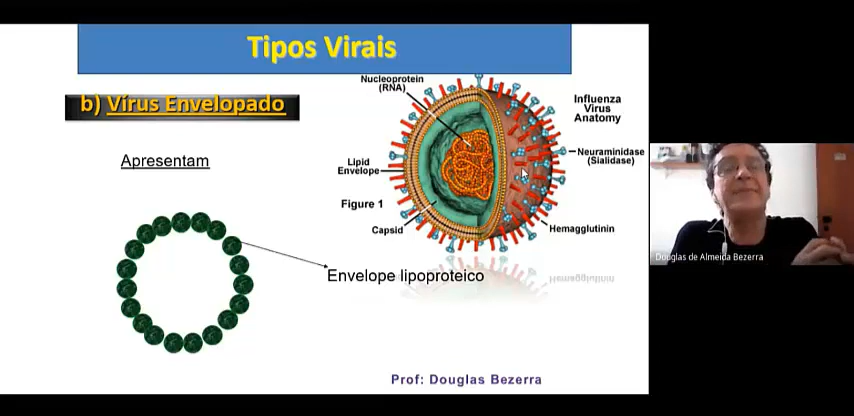 Tipos Virais
b) Vírus Envelopado
Apresentam
Nucleoprotein
(RNA)
Influenza
Virus
Anatomy
Neuraminidase
(Sialidase)
Lipid
Envelope
Figure 1
Capsid
Hemagglutinin
Envelope lipoproteico
Hemagglutinin
Prof: Douglas Bezerra
Douglas de Almeida Bezerra